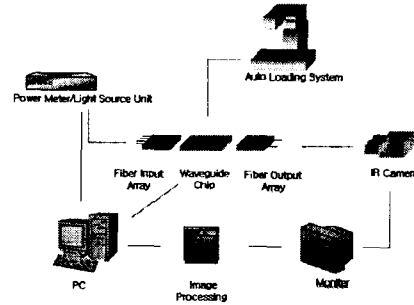 Auto Loading System
Power Meter/Light Source Unit
Fiber Input
Array
Waveguide
Chip
Fiber Output
Array
IR Camera
PC
Image
Processing
Monitor